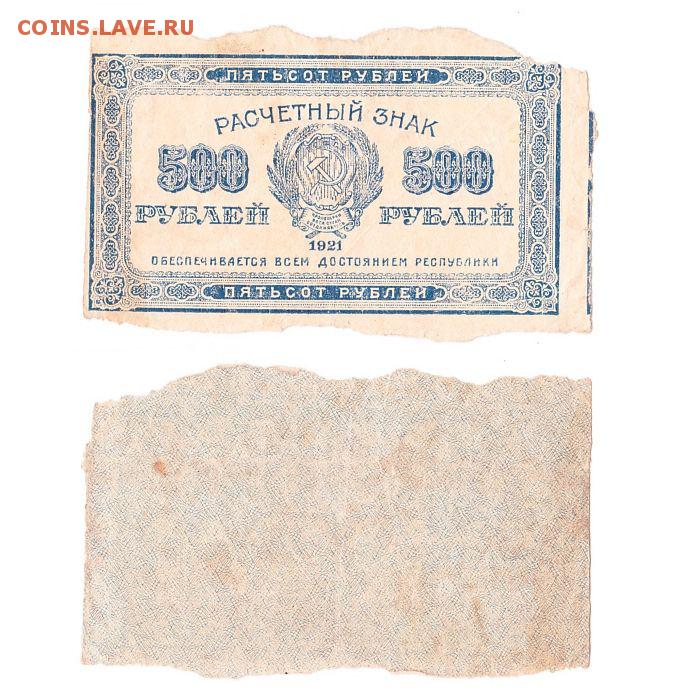 COINS.LAVE.RU
ПЯТЬСОТ РУБЛЕЙ
РАСЧЕТНЫЙ ЗНАК
500 500
РУБЛЕЙ РУБЛЕЙ
1921
ОБЕСПЕЧИВАЕТСЯ ВСЕМ ДОСТОЯНИЕМ РЕСПУБЛИКИ
ПЯТЬСОТ РУБЛЕЙ